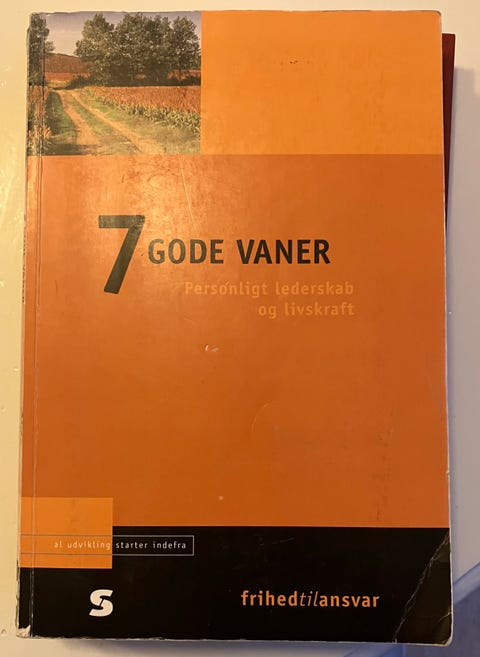 7 GODE VANER
Personligt lederskab
og livskraft
al udvikling starter indefra
S
frihedtilansvar